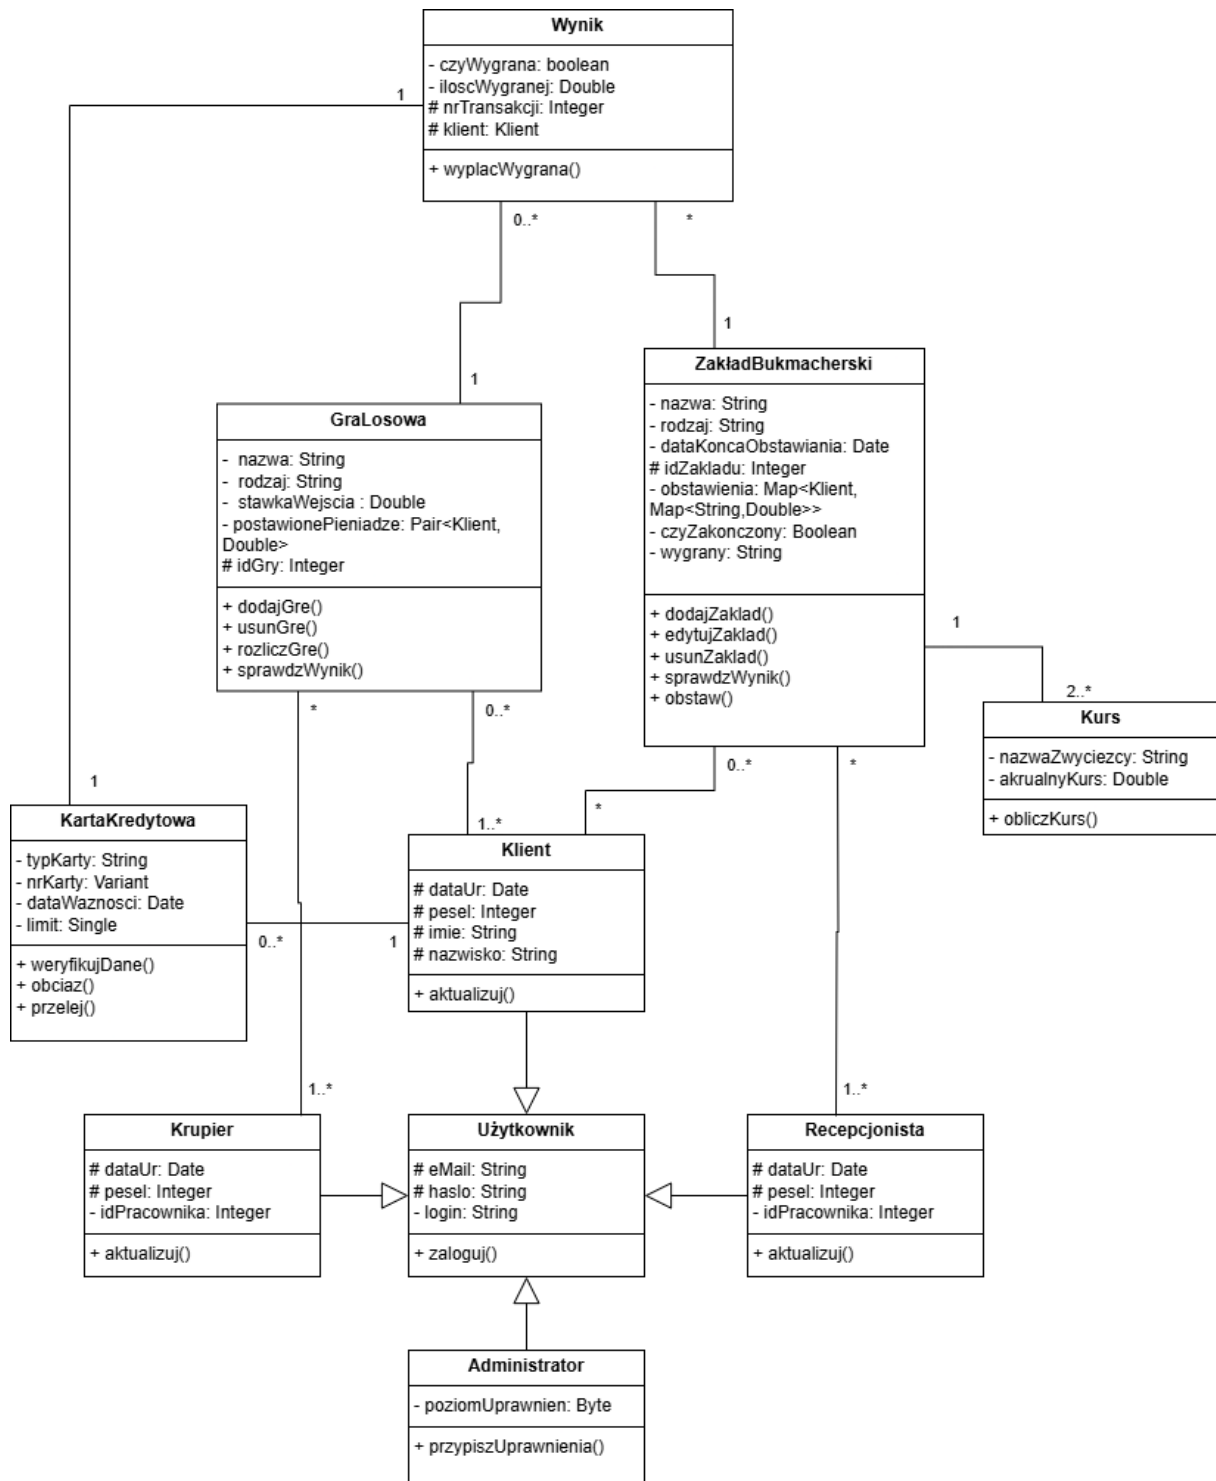 Wynik
- czyWygrana: boolean
- iloscWygranej: Double
# nrTransakcji: Integer
# klient: Klient
+ wyplacWygrana()
1
0..*
*
1
1
ZakładBukmacherski
- nazwa: String
- rodzaj: String
- dataKoncaObstawiania: Date
# idZakladu: Integer
- obstawienia: Map<Klient,
Map<String,Double>>
- czyZakonczony: Boolean
- wygrany: String
+ dodajZaklad()
+ edytujZaklad()
+ usunZaklad()
+ sprawdzWynik()
+ obstaw()
GraLosowa
- nazwa: String
- rodzaj: String
- stawkaWejscia : Double
- postawionePieniadze: Pair<Klient,
Double>
# idGry: Integer
+ dodajGre()
+ usunGre()
+ rozliczGre()
+ sprawdzWynik()
1
2..*
Kurs
- nazwaZwyciezcy: String
- akrualnyKurs: Double
+ obliczKurs()
*
0..*
0..*
*
1
1..*
*
KartaKredytowa
- typKarty: String
- nrKarty: Variant
- dataWaznosci: Date
- limit: Single
+ weryfikujDane()
+ obciaz()
+ przelej()
0..*
1
Klient
# dataUr: Date
# pesel: Integer
# imie: String
# nazwisko: String
+ aktualizuj()
1..*
1..*
Krupier
# dataUr: Date
# pesel: Integer
- idPracownika: Integer
+ aktualizuj()
Użytkownik
# eMail: String
# haslo: String
- login: String
+ zaloguj()
Recepcjonista
# dataUr: Date
# pesel: Integer
- idPracownika: Integer
+ aktualizuj()
Administrator
- poziomUprawnien: Byte
+ przypiszUprawnienia()